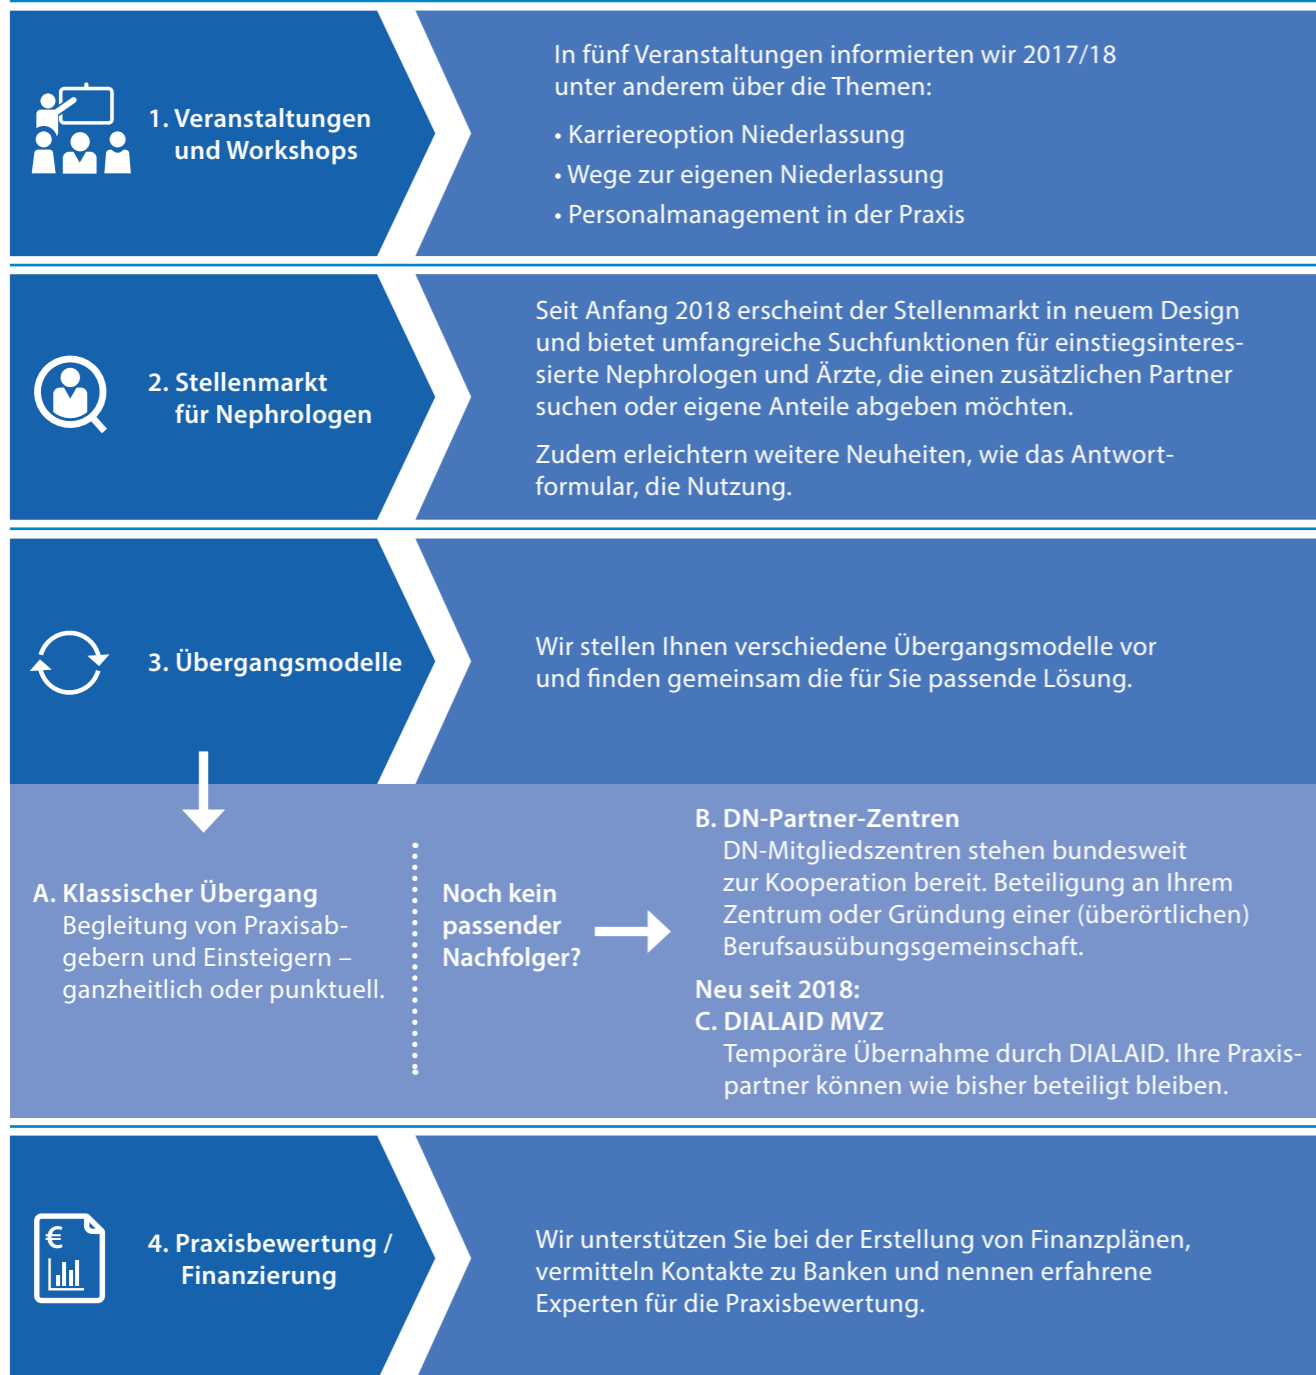 1. Veranstaltungen
und Workshops
In fünf Veranstaltungen informierten wir 2017/18
unter anderem über die Themen:
• Karriereoption Niederlassung
• Wege zur eigenen Niederlassung
• Personalmanagement in der Praxis
2. Stellenmarkt
für Nephrologen
Seit Anfang 2018 erscheint der Stellenmarkt in neuem Design
und bietet umfangreiche Suchfunktionen für einstiegsinteres-
sierte Nephrologen und Ärzte, die einen zusätzlichen Partner
suchen oder eigene Anteile abgeben möchten.
Zudem erleichtern weitere Neuheiten, wie das Antwort-
formular, die Nutzung.
3. Übergangsmodelle
Wir stellen Ihnen verschiedene Übergangsmodelle vor
und finden gemeinsam die für Sie passende Lösung.
A. Klassischer Übergang
Begleitung von Praxisab-
gebern und Einsteigern –
ganzheitlich oder punktuell.
Noch kein
passender
Nachfolger?
B. DN-Partner-Zentren
DN-Mitgliedszentren stehen bundesweit
zur Kooperation bereit. Beteiligung an Ihrem
Zentrum oder Gründung einer (überörtlichen)
Berufsausübungsgemeinschaft.
Neu seit 2018:
C. DIALAID MVZ
Temporäre Übernahme durch DIALAID. Ihre Praxis-
partner können wie bisher beteiligt bleiben.
€
4. Praxisbewertung /
Finanzierung
Wir unterstützen Sie bei der Erstellung von Finanzplänen,
vermitteln Kontakte zu Banken und nennen erfahrene
Experten für die Praxisbewertung.